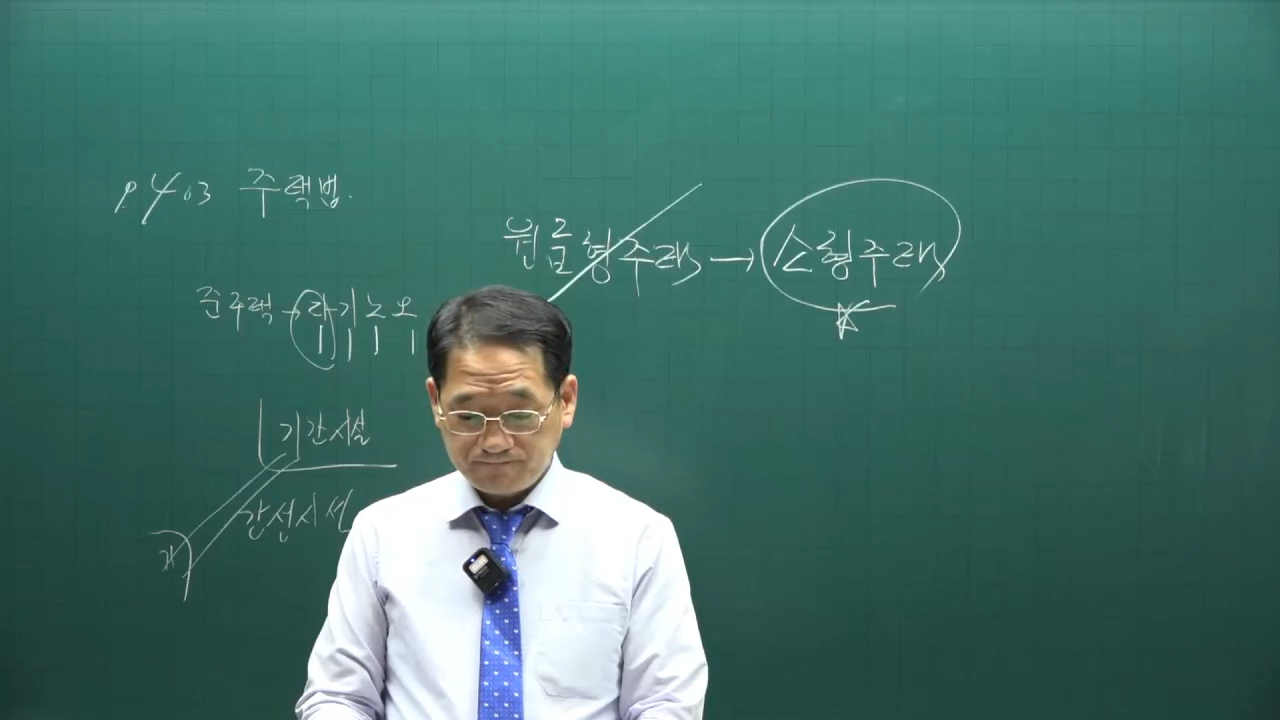 P403 주택법.
원룸형주택 → 소형주택
준주택 - 다기노오
기간시설
간선시설